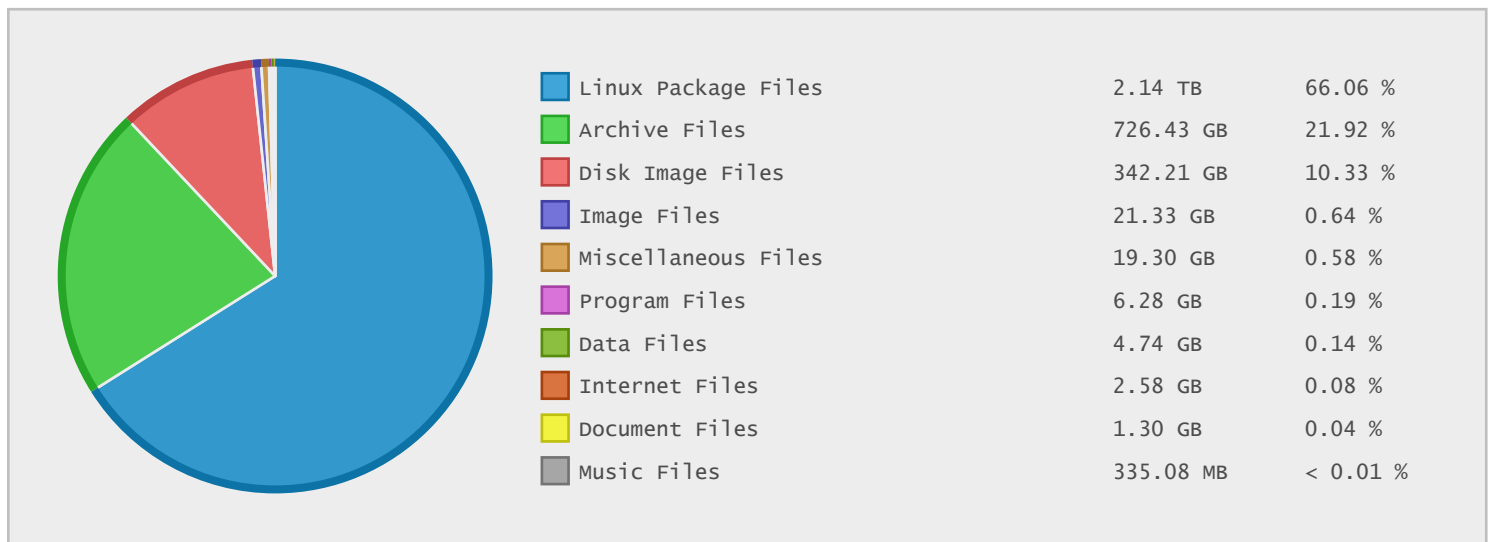 Linux Package Files 2.14 TB 66.06 %
Archive Files 726.43 GB 21.92 %
Disk Image Files 342.21 GB 10.33 %
Image Files 21.33 GB 0.64 %
Miscellaneous Files 19.30 GB 0.58 %
Program Files 6.28 GB 0.19 %
Data Files 4.74 GB 0.14 %
Internet Files 2.58 GB 0.08 %
Document Files 1.30 GB 0.04 %
Music Files 335.08 MB < 0.01 %